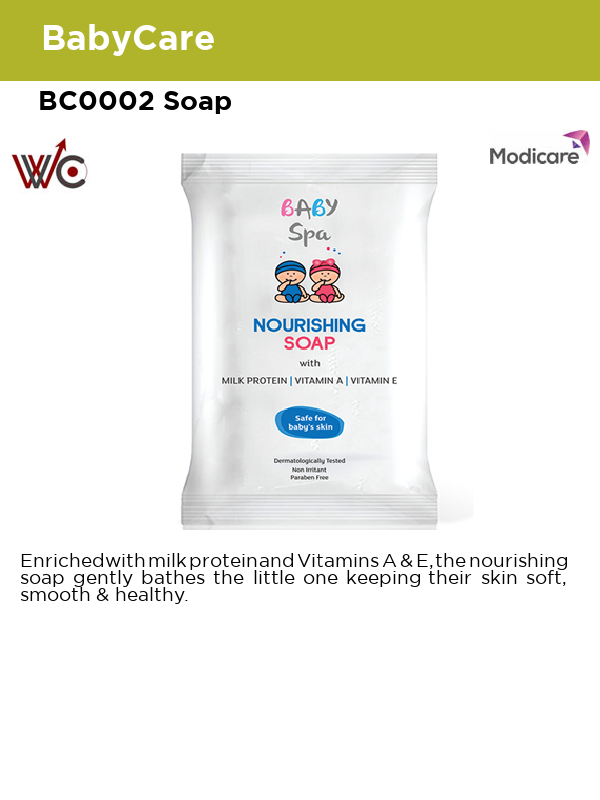 BabyCare
BC0002 Soap
WC
Modicare
BABY
Spa
NOURISHING
SOAP
with
MILK PROTEIN | VITAMIN A | VITAMIN E
Safe for
baby's skin
Dermatologically Tested
Non Irritant
Paraben Free
Enriched with milk protein and Vitamins A & E, the nourishing
soap gently bathes the little one keeping their skin soft,
smooth & healthy.